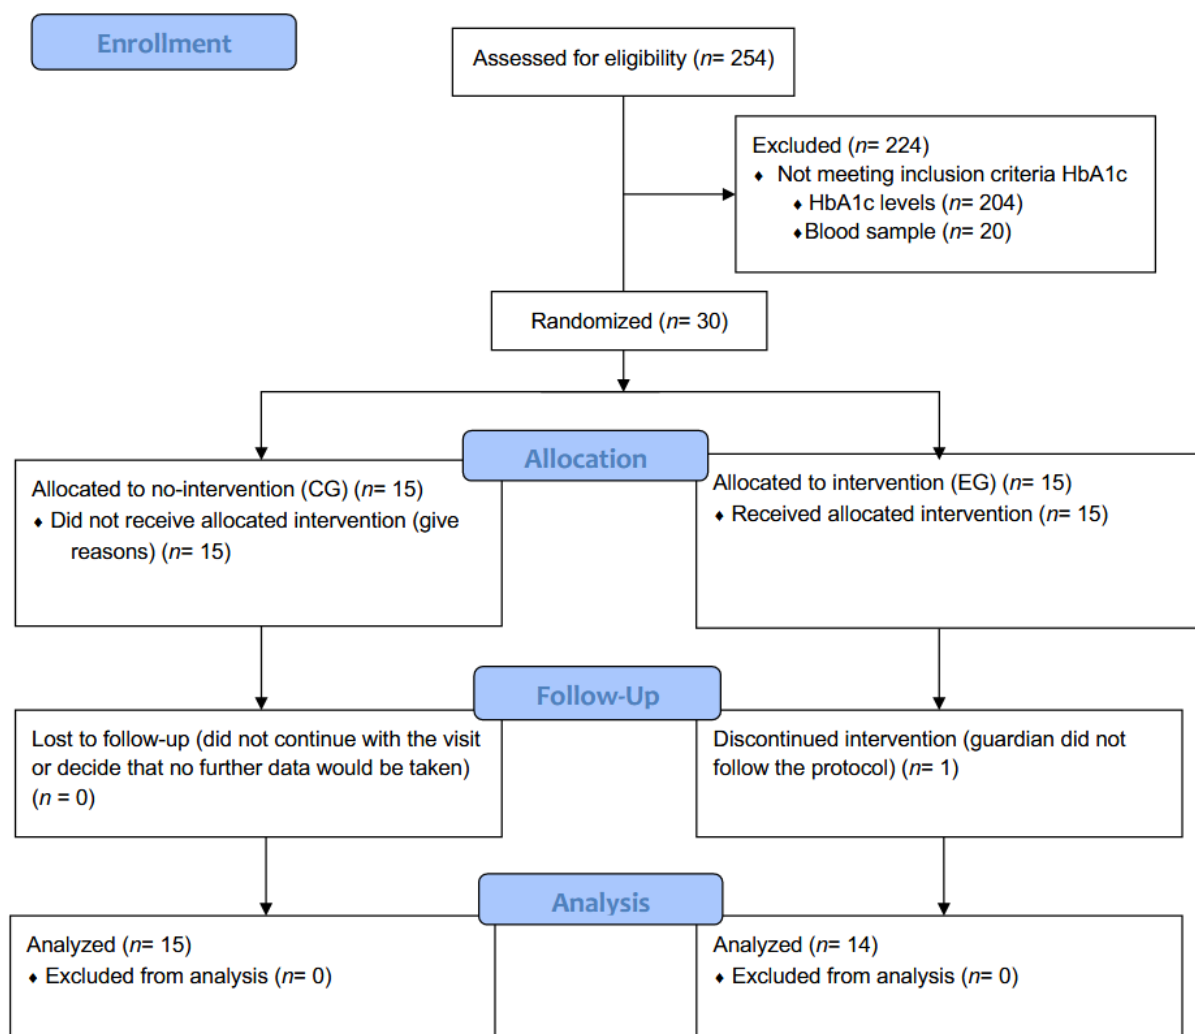 Enrollment
Assessed for eligibility (n= 254)
Excluded (n= 224)
♦ Not meeting inclusion criteria HbA1c
♦ HbA1c levels (n= 204)
♦Blood sample (n= 20)
Randomized (n= 30)
Allocation
Allocated to no-intervention (CG) (n= 15)
♦ Did not receive allocated intervention (give
reasons) (n= 15)
Allocated to intervention (EG) (n= 15)
♦ Received allocated intervention (n= 15)
Follow-Up
Lost to follow-up (did not continue with the visit
or decide that no further data would be taken)
(n = 0)
Discontinued intervention (guardian did not
follow the protocol) (n= 1)
Analysis
Analyzed (n= 15)
♦ Excluded from analysis (n= 0)
Analyzed (n= 14)
♦ Excluded from analysis (n= 0)